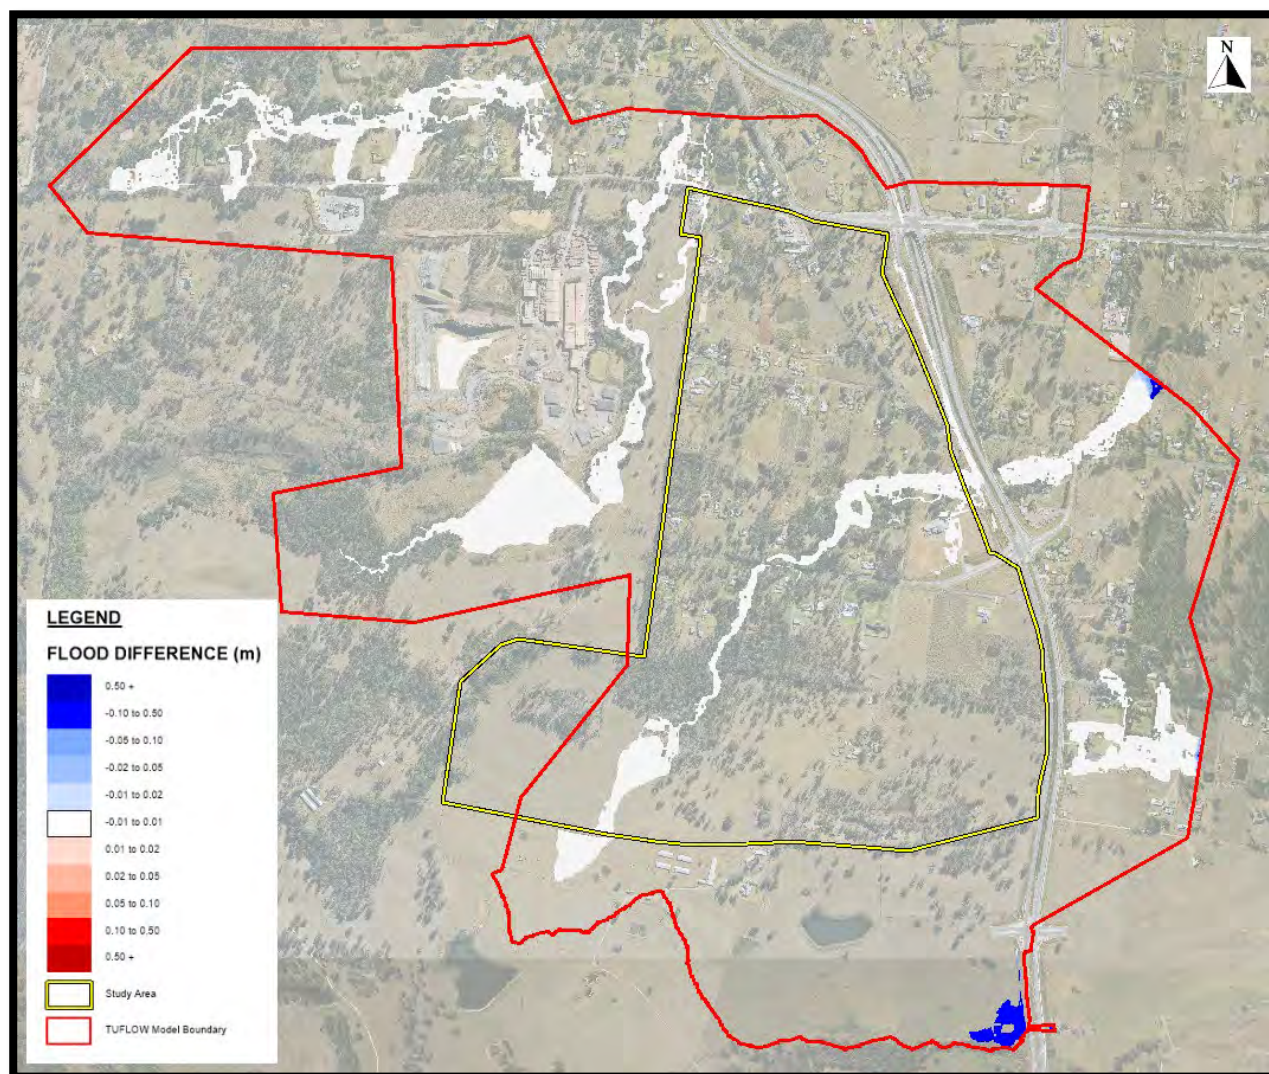 N
LEGEND
FLOOD DIFFERENCE (m)
0.50 +
-0.10 to 0.50
-0.05 to 0.10
-0.02 to 0.05
-0.01 to 0.02
-0.01 to 0.01
0.01 to 0.02
0.02 to 0.05
0.05 to 0.10
0.10 to 0.50
0.50 +
Study Area
TUFLOW Model Boundary